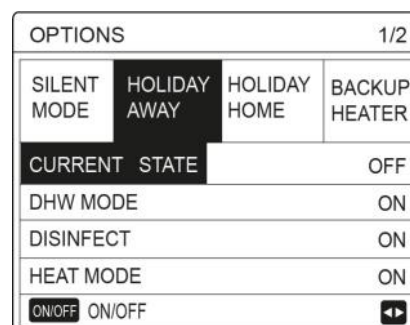 OPTIONS 1/2
SILENT MODE HOLIDAY AWAY HOLIDAY HOME BACKUP HEATER
CURRENT STATE OFF
DHW MODE ON
DISINFECT ON
HEAT MODE ON
ON/OFF ON/OFF